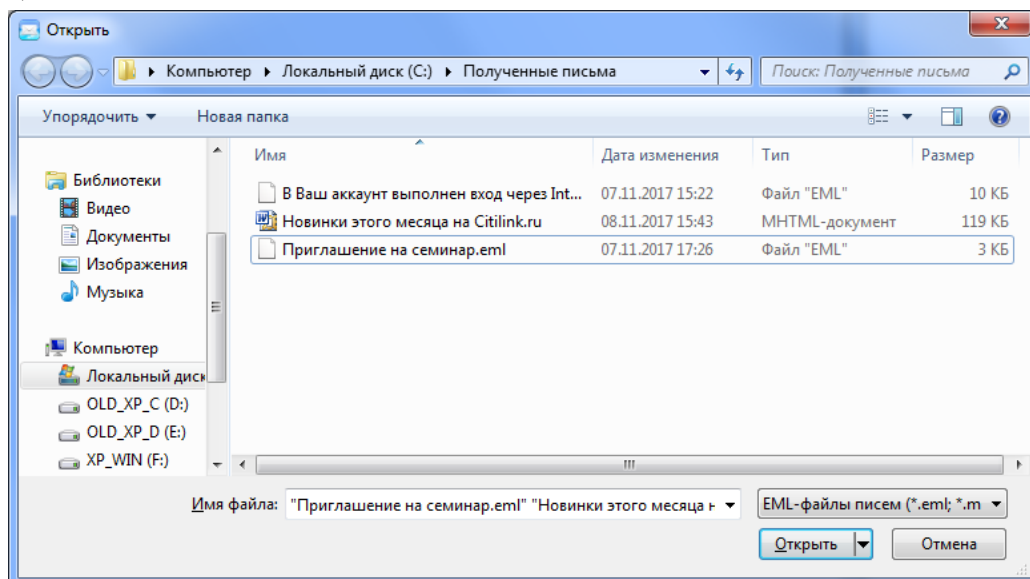 Открыть
Компьютер ▸ Локальный диск (C:) ▸ Полученные письма
Поиск: Полученные письма
Упорядочить ▼ Новая папка
Имя Дата изменения Тип Размер
Библиотеки
Видео
Документы
Изображения
Музыка
Компьютер
Локальный диск
OLD_XP_C (D:)
OLD_XP_D (E:)
XP_WIN (F:)
В Ваш аккаунт выполнен вход через Int... 07.11.2017 15:22 Файл "EML" 10 КБ
Новинки этого месяца на Citilink.ru 08.11.2017 15:43 MHTML-документ 119 КБ
Приглашение на семинар.eml 07.11.2017 17:26 Файл "EML" 3 КБ
Имя файла: "Приглашение на семинар.eml" "Новинки этого месяца н
EML-файлы писем (*.eml; *.m
Открыть Отмена